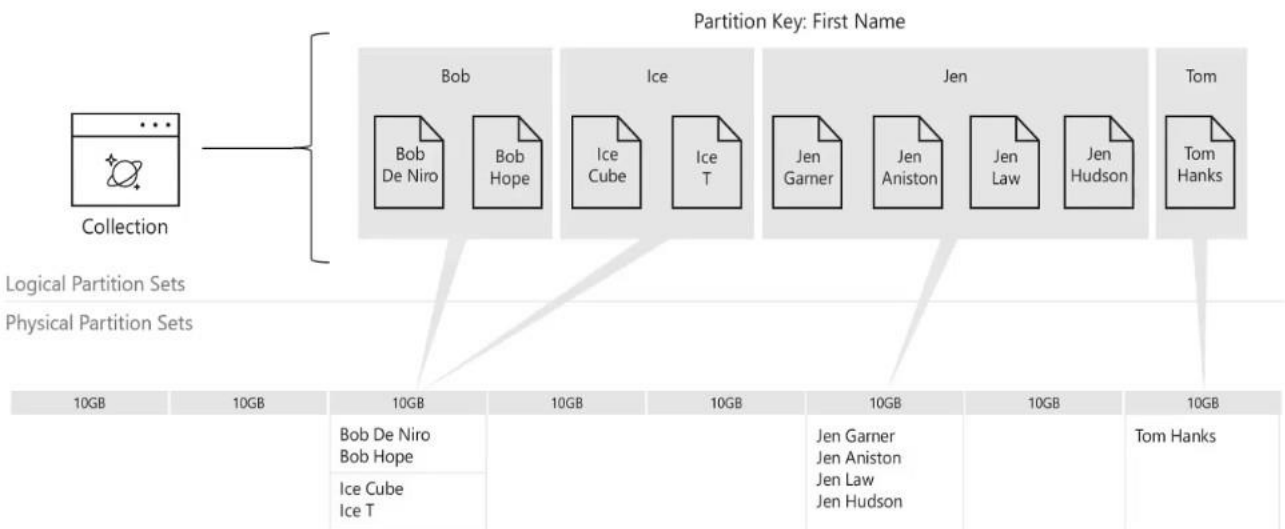 Partition Key: First Name
Bob
Ice
Jen
Tom
Bob
De Niro
Bob
Hope
Ice
Cube
Ice
T
Jen
Garner
Jen
Aniston
Jen
Law
Jen
Hudson
Tom
Hanks
Collection
Logical Partition Sets
Physical Partition Sets
10GB
10GB
10GB
10GB
10GB
10GB
10GB
10GB
Bob De Niro
Bob Hope
Ice Cube
Ice T
Jen Garner
Jen Aniston
Jen Law
Jen Hudson
Tom Hanks